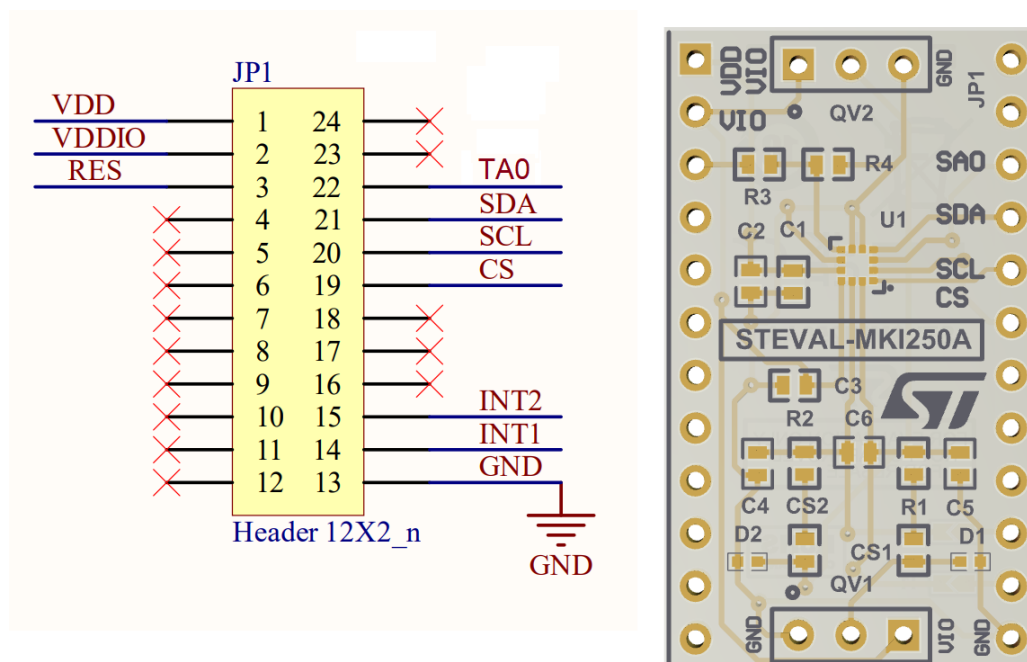 JP1
VDD
VDDIO
RES
1 24
2 23
3 22
4 21
5 20
6 19
7 18
8 17
9 16
10 15
11 14
12 13
TA0
SDA
SCL
CS
INT2
INT1
GND
Header 12X2_n
GND
VDD
VIO
VIO
GND
JP1
QV2
R3
R4
SAO
C2
C1
U1
SDA
SCL
CS
STEVAL-MKI250A
C3
ST
R2
C6
C4
CS2
R1
C5
D2
CS1
D1
QV1
GND
VIO
GND